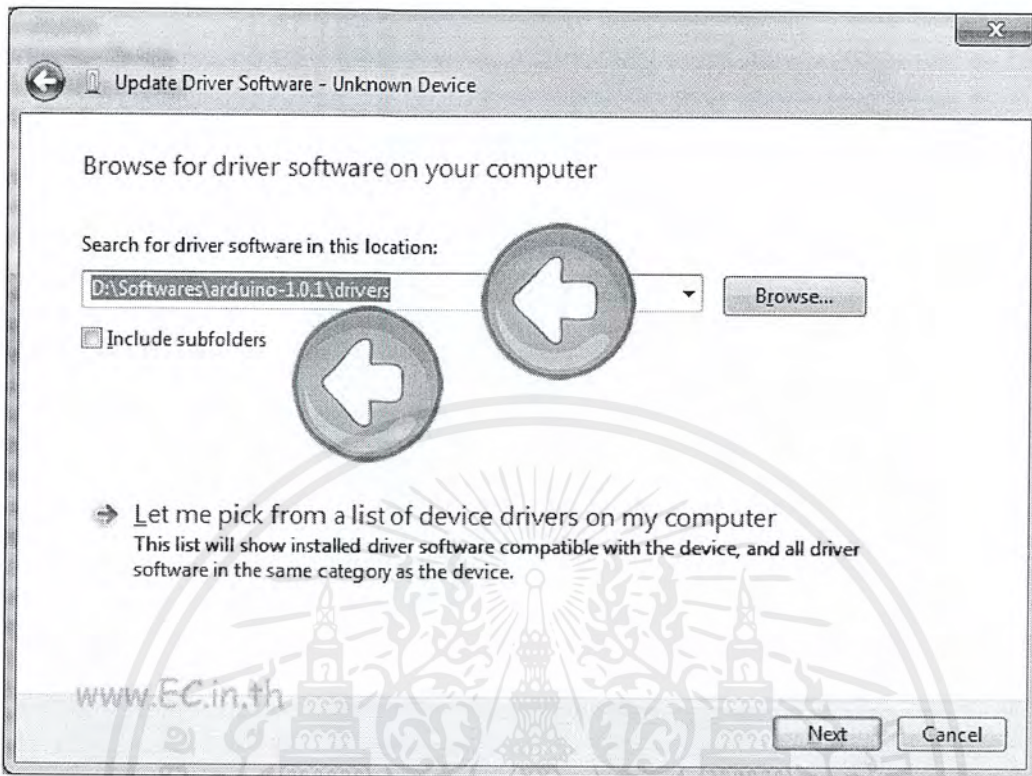 X
Update Driver Software - Unknown Device
Browse for driver software on your computer
Search for driver software in this location:
D:\Softwares\arduino-1.0.1\drivers
Browse...
Include subfolders
Let me pick from a list of device drivers on my computer
This list will show installed driver software compatible with the device, and all driver
software in the same category as the device.
www.EC.in.th
Next Cancel